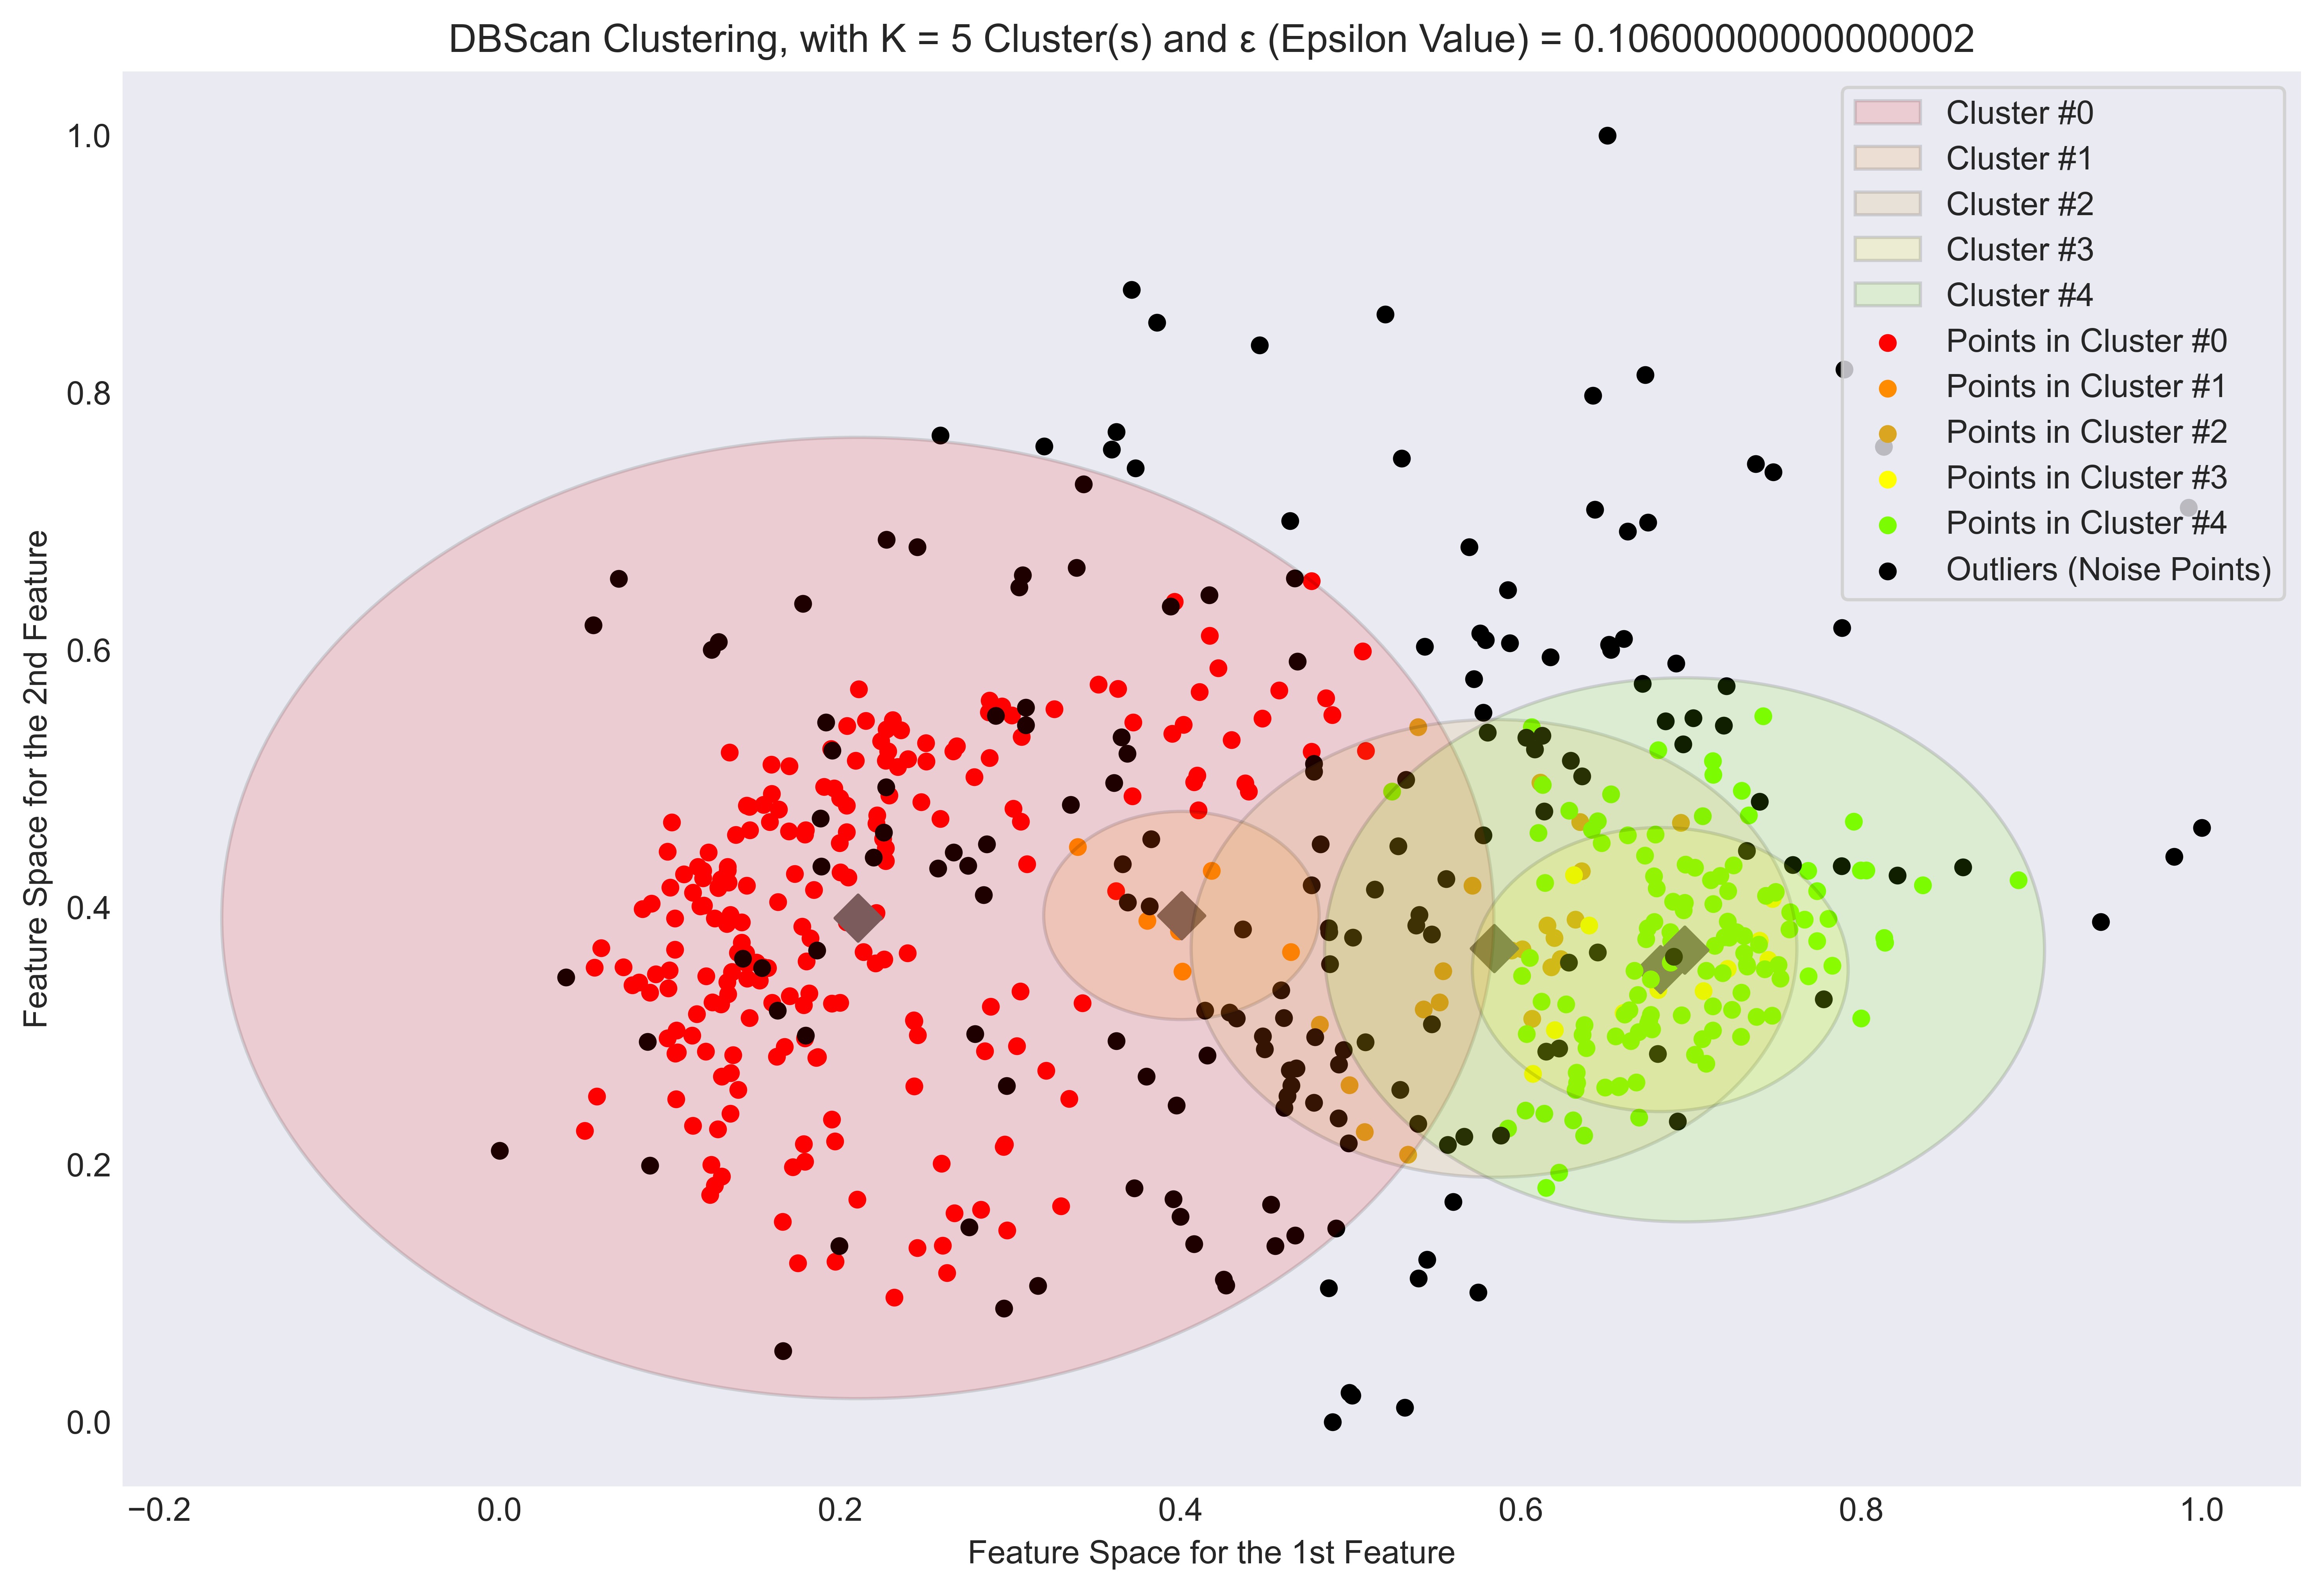 DBScan Clustering, with K = 5 Cluster(s) and ε (Epsilon Value) = 0.10600000000000002
Cluster #0
Cluster #1
Cluster #2
Cluster #3
Cluster #4
Points in Cluster #0
Points in Cluster #1
Points in Cluster #2
Points in Cluster #3
Points in Cluster #4
Outliers (Noise Points)
Feature Space for the 2nd Feature
1.0
0.8
0.6
0.4
0.2
0.0
−0.2 0.0 0.2 0.4 0.6 0.8 1.0
Feature Space for the 1st Feature